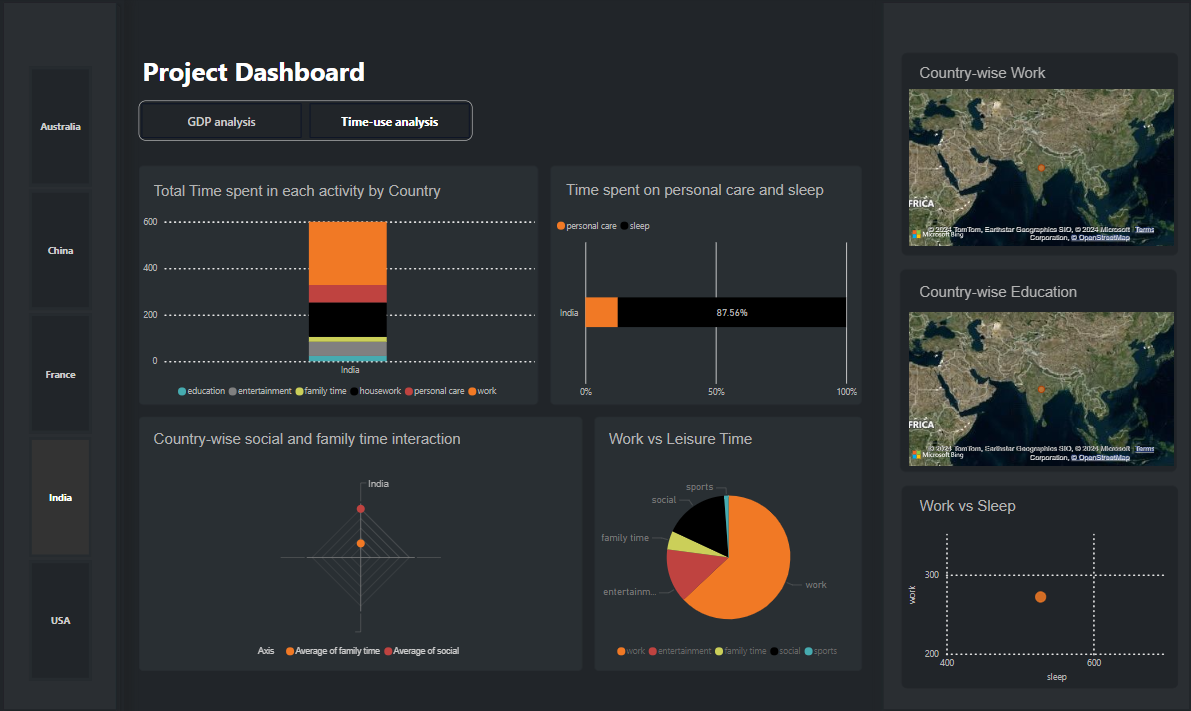 Project Dashboard
GDP analysis
Time-use analysis
Australia
China
France
India
USA
Total Time spent in each activity by Country
600
400
200
0
India
education entertainment family time housework personal care work
Time spent on personal care and sleep
personal care sleep
India
87.56%
0% 50% 100%
Country-wise social and family time interaction
India
Axis Average of family time Average of social
Work vs Leisure Time
sports
social
family time
entertainm...
work
work entertainment family time social sports
Country-wise Work
FRICA
© 2024 TomTom, Earthstar Geographics SIO, © 2024 Microsoft Terms
Microsoft Bing
Corporation, © OpenStreetMap
Country-wise Education
FRICA
© 2024 TomTom, Earthstar Geographics SIO, © 2024 Microsoft Terms
Microsoft Bing
Corporation, © OpenStreetMap
Work vs Sleep
work
300
200
400 600
sleep